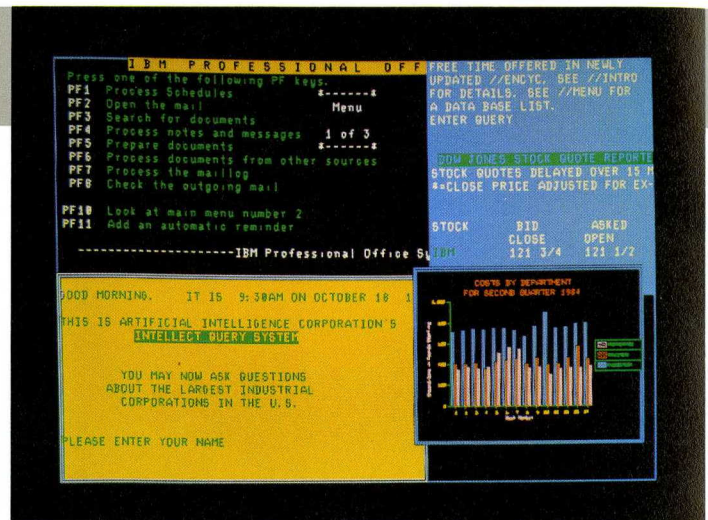 IBM PROFESSIONAL OFF
Press one of the following PF keys.
PF1 Process Schedules *------*
PF2 Open the mail Menu
PF3 Search for documents
PF4 Process notes and messages 1 of 3
PF5 Prepare documents *------*
PF6 Process documents from other sources
PF7 Process the maillog
PF8 Check the outgoing mail
PF10 Look at main menu number 2
PF11 Add an automatic reminder
----------------------IBM Professional Office Sy
FREE TIME OFFERED IN NEWLY
UPDATED //ENCYC. SEE //INTRO
FOR DETAILS. SEE //MENU FOR
A DATA BASE LIST.
ENTER QUERY
DOW JONES STOCK QUOTE REPORTE
STOCK QUOTES DELAYED OVER 15 M
*=CLOSE PRICE ADJUSTED FOR EX-
STOCK BID ASKED
CLOSE OPEN
IBM 121 3/4 121 1/2
GOOD MORNING. IT IS 9:30AM ON OCTOBER 18 1
THIS IS ARTIFICIAL INTELLIGENCE CORPORATION'S
INTELLECT QUERY SYSTEM
YOU MAY NOW ASK QUESTIONS
ABOUT THE LARGEST INDUSTRIAL
CORPORATIONS IN THE U.S.
PLEASE ENTER YOUR NAME
COSTS BY DEPARTMENT
FOR SECOND QUARTER 1984